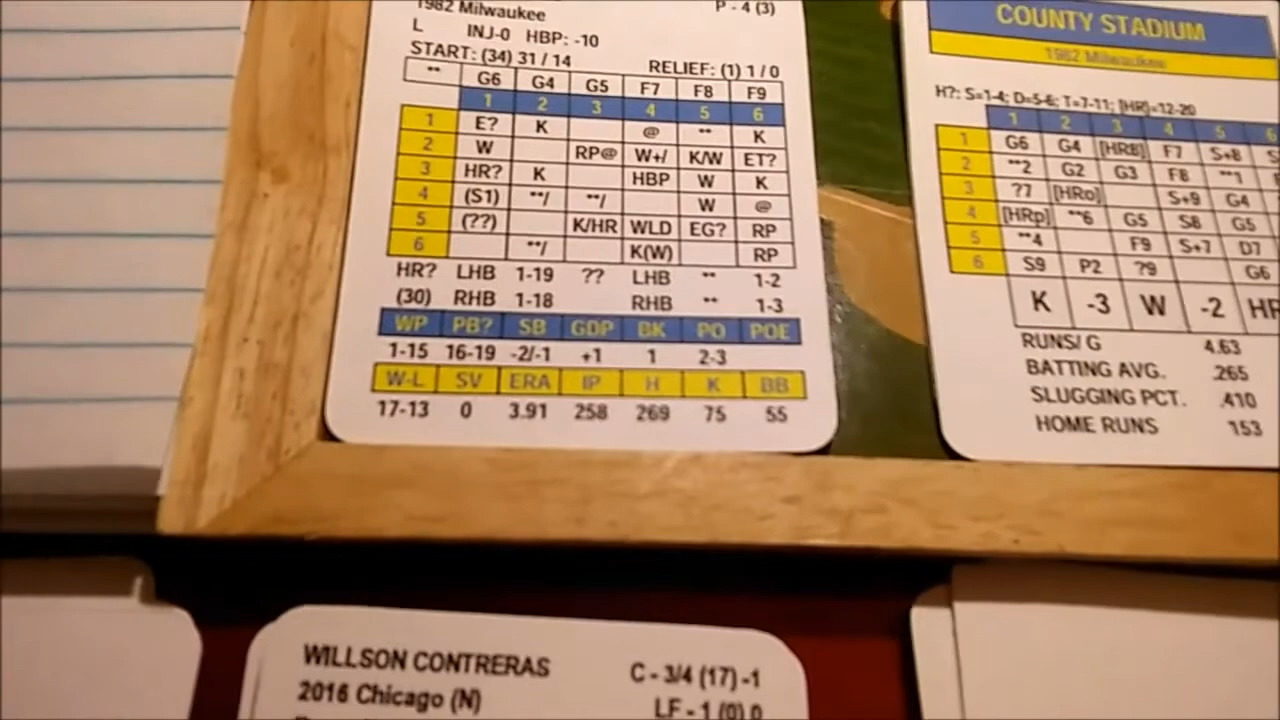 1982 Milwaukee P - 4 (3)
L INJ-0 HBP: -10
START: (34) 31 / 14 RELIEF: (1) 1 / 0
** G6 G4 G5 F7 F8 F9
1 2 3 4 5 6
1 E? K @ ** K
2 W RP@ W+/ K/W ET?
3 HR? K HBP W K
4 (S1) **/ **/ W @
5 (??) K/HR WLD EG? RP
6 **/ K(W) RP
HR? LHB 1-19 ?? LHB ** 1-2
(30) RHB 1-18 RHB ** 1-3
WP PB? SB GDP BK PO POE
1-15 16-19 -2/-1 +1 1 2-3
W-L SV ERA IP H K BB
17-13 0 3.91 258 269 75 55
COUNTY STADIUM
1982 Milwaukee
H?: S=1-4; D=5-6; T=7-11; [HR]=12-20
1 2 3 4 5 6
1 G6 G4 [HR8] F7 S+8
2 **2 G2 G3 F8 **1
3 ?7 [HRo] S+9 G4
4 [HRp] **6 G5 S8 G5
5 **4 F9 S+7 D7
6 S9 P2 ?9 G6
K -3 W -2 HR
RUNS/ G 4.63
BATTING AVG. .265
SLUGGING PCT. .410
HOME RUNS 153
WILLSON CONTRERAS C - 3/4 (17) -1
2016 Chicago (N) LF - 1 (0) 0